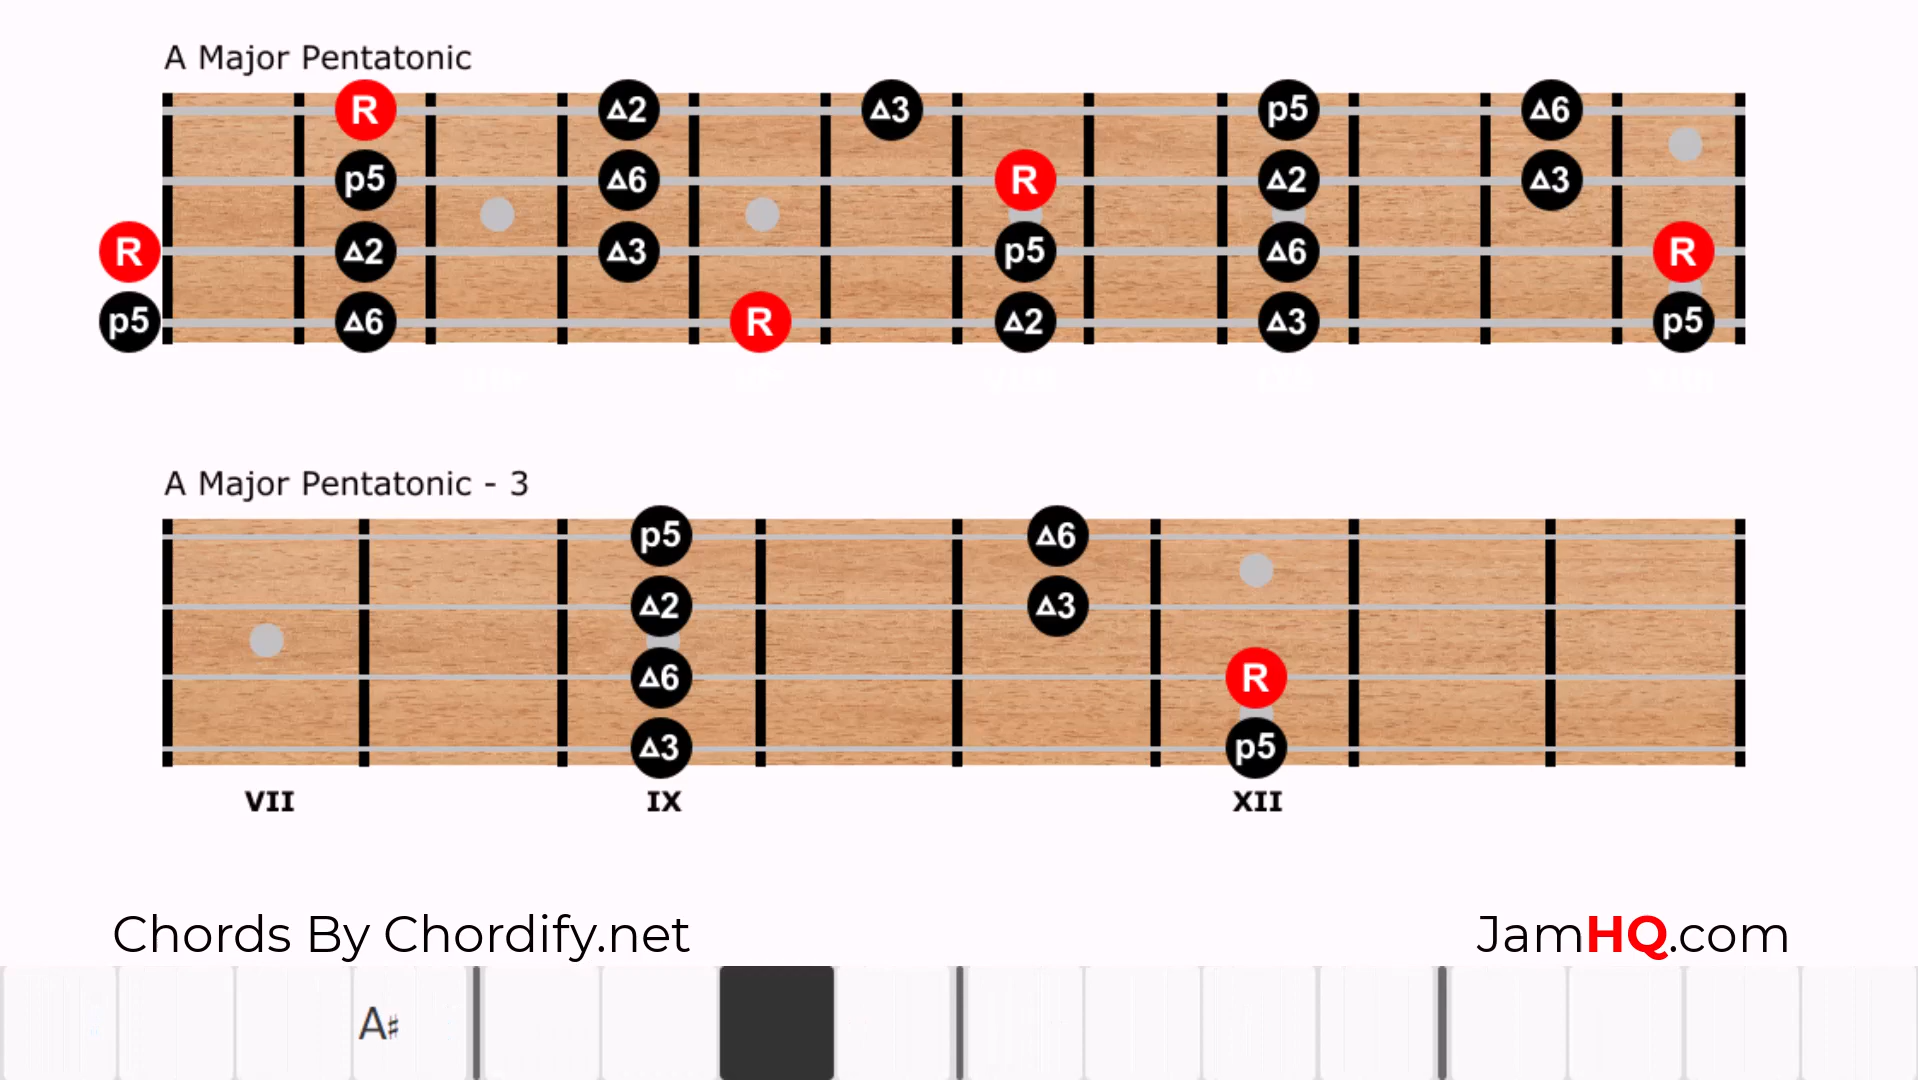 A Major Pentatonic
R Δ2 Δ3 p5 Δ6
p5 Δ6 R Δ2 Δ3
R Δ2 Δ3 p5 Δ6 R
p5 Δ6 R Δ2 Δ3 p5
A Major Pentatonic - 3
p5 Δ6
Δ2 Δ3
Δ6 R
Δ3 p5
VII IX XII
Chords By Chordify.net
JamHQ.com
A♯